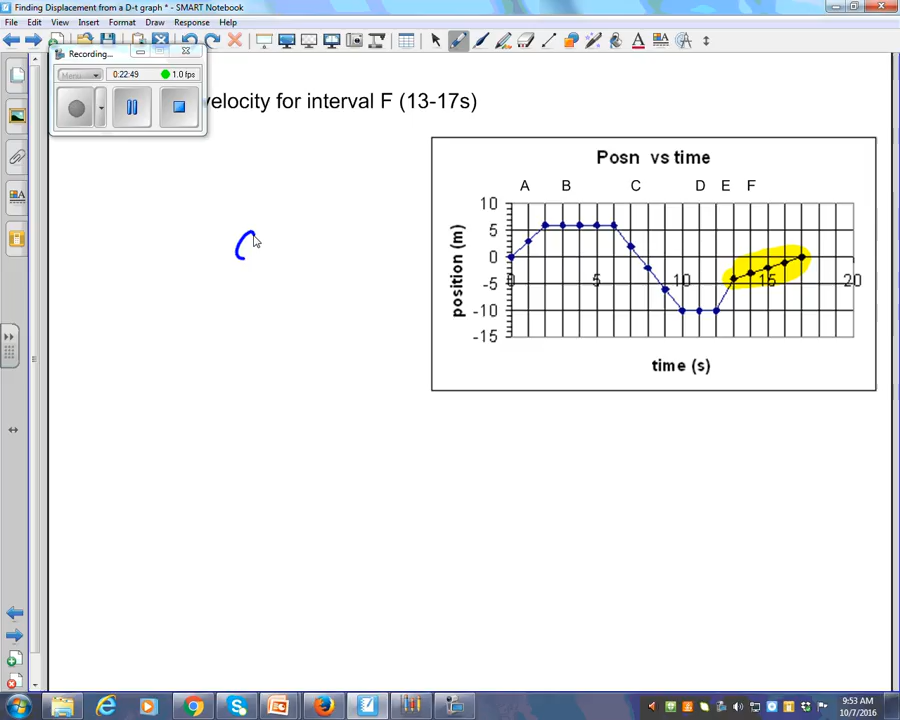 Finding Displacement from a D-t graph * - SMART Notebook
File Edit View Insert Format Draw Tools Response Help
Recording...
Menu 0:22:49 1.0 fps
velocity for interval F (13-17s)
Posn vs time
A B C D E F
10
5
0
-5
-10
-15
position (m)
0 5 10 15 20
time (s)
9:53 AM
10/7/2016